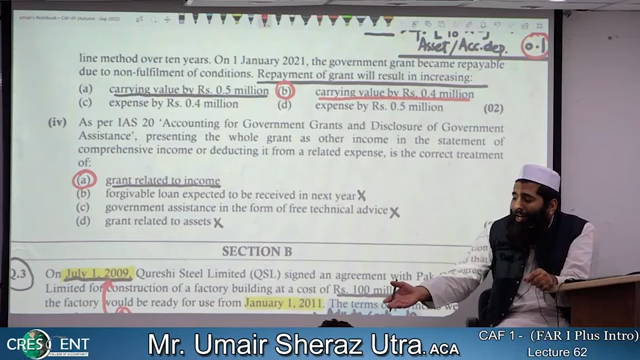 umair's Notebook • CAF-01 (Autumn - Sep 2022)
Asset/Acc.dep. 0.1
line method over ten years. On 1 January 2021, the government grant became repayable
due to non-fulfilment of conditions. Repayment of grant will result in increasing:
(a) carrying value by Rs. 0.5 million (b) carrying value by Rs. 0.4 million
(c) expense by Rs. 0.4 million (d) expense by Rs. 0.5 million (02)
(iv) As per IAS 20 'Accounting for Government Grants and Disclosure of Government
Assistance', presenting the whole grant as other income in the statement of
comprehensive income or deducting it from a related expense, is the correct treatment
of:
(a) grant related to income
(b) forgivable loan expected to be received in next year X
(c) government assistance in the form of free technical advice X
(d) grant related to assets X
SECTION B
Q.3 On July 1, 2009, Qureshi Steel Limited (QSL) signed an agreement with Pak
Limited for construction of a factory building at a cost of Rs. 100
the factory would be ready for use from January 1, 2011. The terms
CRESCENT
Mr. Umair Sheraz Utra. ACA
CAF 1 - (FAR I Plus Intro)
Lecture 62